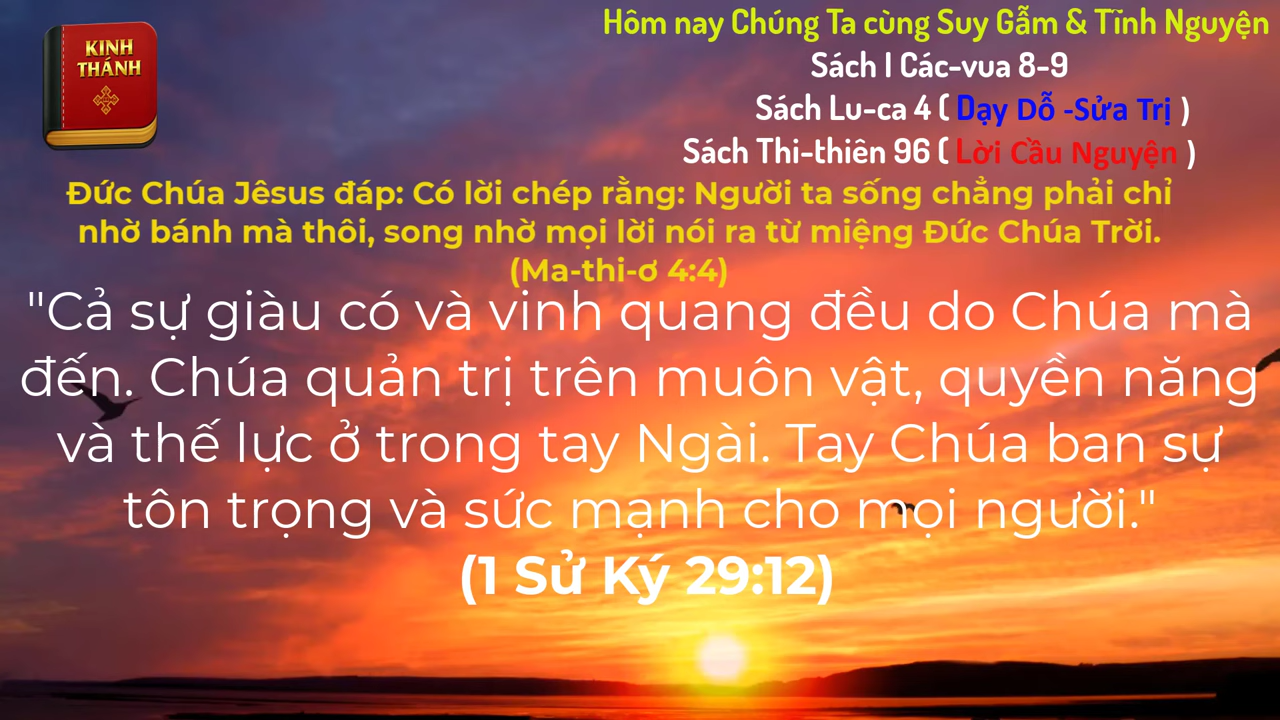 KINH
THÁNH
Hôm nay Chúng Ta cùng Suy Gẫm & Tĩnh Nguyện
Sách I Các-vua 8-9
Sách Lu-ca 4 ( Dạy Dỗ -Sửa Trị )
Sách Thi-thiên 96 ( Lời Cầu Nguyện )
Đức Chúa Jêsus đáp: Có lời chép rằng: Người ta sống chẳng phải chỉ
nhờ bánh mà thôi, song nhờ mọi lời nói ra từ miệng Đức Chúa Trời.
(Ma-thi-ơ 4:4)
"Cả sự giàu có và vinh quang đều do Chúa mà
đến. Chúa quản trị trên muôn vật, quyền năng
và thế lực ở trong tay Ngài. Tay Chúa ban sự
tôn trọng và sức mạnh cho mọi người."
(1 Sử Ký 29:12)